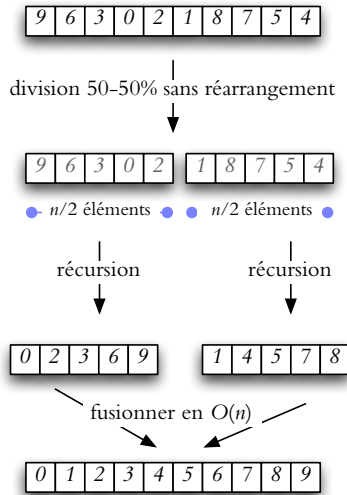 9 6 3 0 2 1 8 7 5 4
division 50-50% sans réarrangement
9 6 3 0 2 1 8 7 5 4
n/2 éléments n/2 éléments
récursion récursion
0 2 3 6 9 1 4 5 7 8
fusionner en O(n)
0 1 2 3 4 5 6 7 8 9